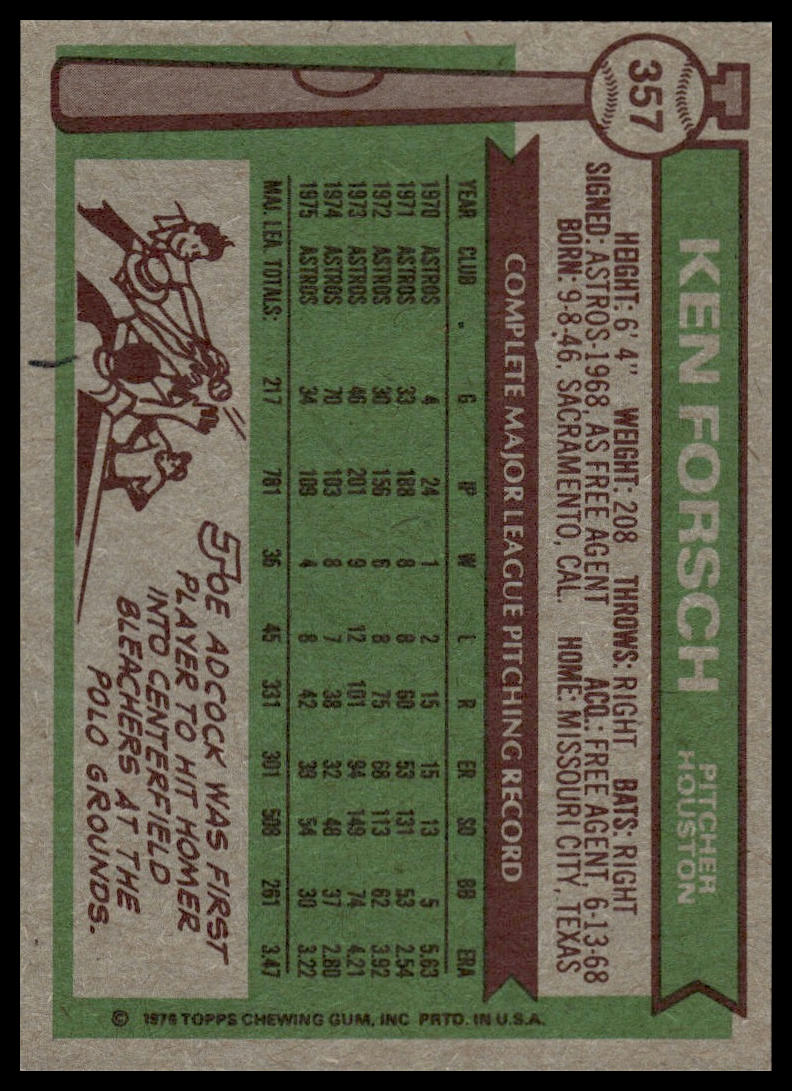 357
KEN FORSCH
PITCHER
HOUSTON
HEIGHT: 6'4" WEIGHT: 208 THROWS: RIGHT BATS: RIGHT
SIGNED: ASTROS-1968, AS FREE AGENT ACQ.: FREE AGENT, 6-13-68
BORN: 9-8-46, SACRAMENTO, CAL. HOME: MISSOURI CITY, TEXAS
COMPLETE MAJOR LEAGUE PITCHING RECORD
YEAR CLUB G IP W L R ER SO BB ERA
1970 ASTROS 4 24 1 2 15 15 13 5 5.63
1971 ASTROS 33 188 8 8 60 53 131 53 2.54
1972 ASTROS 30 156 6 8 75 68 113 62 3.92
1973 ASTROS 46 201 9 12 101 94 149 74 4.21
1974 ASTROS 70 103 8 7 38 32 48 37 2.80
1975 ASTROS 34 109 4 8 42 39 54 30 3.22
MAJ. LEA. TOTALS: 217 781 36 45 331 301 508 261 3.47
JOE ADCOCK WAS FIRST
PLAYER TO HIT HOMER
INTO CENTERFIELD
BLEACHERS AT THE
POLO GROUNDS.
© 1976 TOPPS CHEWING GUM, INC PRTD. IN U.S.A.